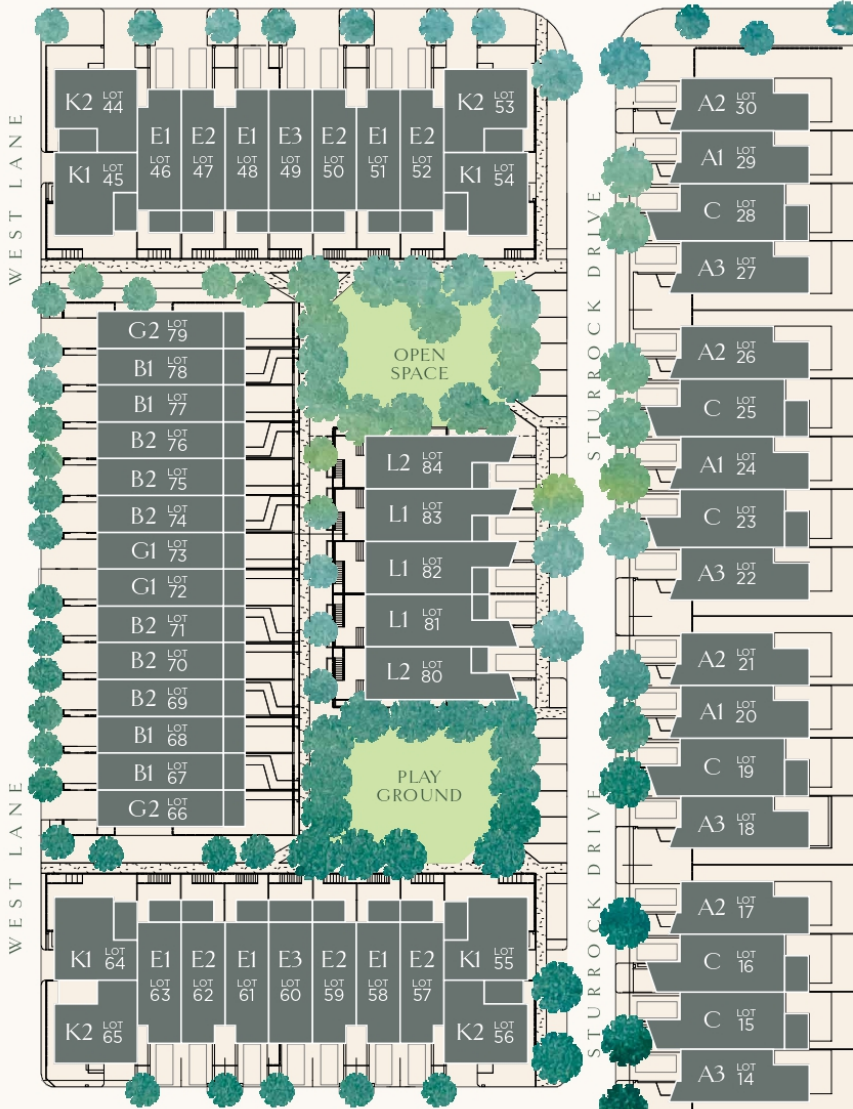 WEST LANE
K2 LOT 44
K1 LOT 45
E1 LOT 46
E2 LOT 47
E1 LOT 48
E3 LOT 49
E2 LOT 50
E1 LOT 51
E2 LOT 52
K2 LOT 53
K1 LOT 54
G2 LOT 79
B1 LOT 78
B1 LOT 77
B2 LOT 76
B2 LOT 75
B2 LOT 74
G1 LOT 73
G1 LOT 72
B2 LOT 71
B2 LOT 70
B2 LOT 69
B1 LOT 68
B1 LOT 67
G2 LOT 66
WEST LANE
OPEN
SPACE
L2 LOT 84
L1 LOT 83
L1 LOT 82
L1 LOT 81
L2 LOT 80
PLAY
GROUND
K1 LOT 64
K2 LOT 65
E1 LOT 63
E2 LOT 62
E1 LOT 61
E3 LOT 60
E2 LOT 59
E1 LOT 58
E2 LOT 57
K1 LOT 55
K2 LOT 56
STURROCK DRIVE
STURROCK DRIVE
A2 LOT 30
A1 LOT 29
C LOT 28
A3 LOT 27
A2 LOT 26
C LOT 25
A1 LOT 24
C LOT 23
A3 LOT 22
A2 LOT 21
A1 LOT 20
C LOT 19
A3 LOT 18
A2 LOT 17
C LOT 16
C LOT 15
A3 LOT 14